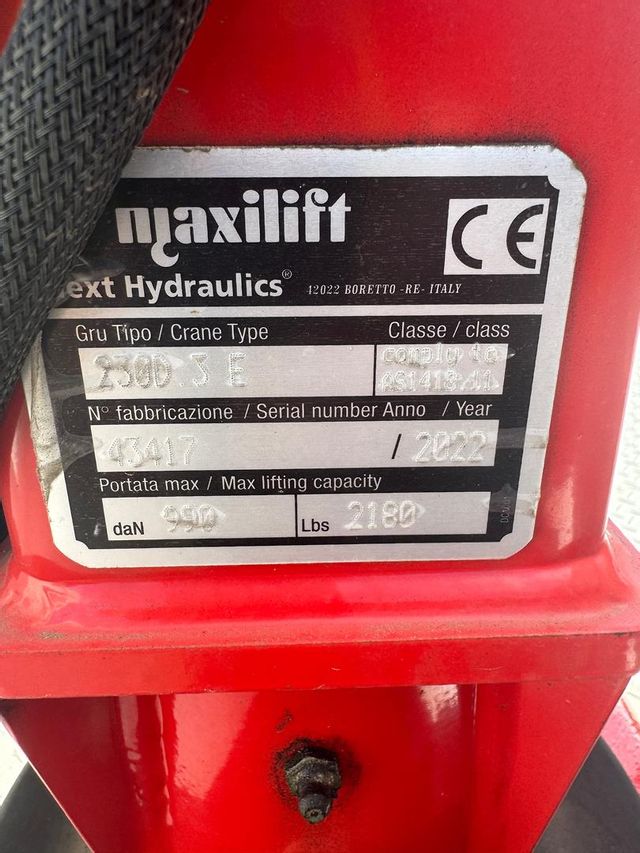 maxilift
CE
ext Hydraulics® 42022 BORETTO -RE- ITALY
Gru Tipo / Crane Type
Classe / class
230D.3 E
comply to
AS1418.11
N° fabbricazione / Serial number Anno / Year
43417 / 2022
Portata max / Max lifting capacity
daN 990 Lbs 2180